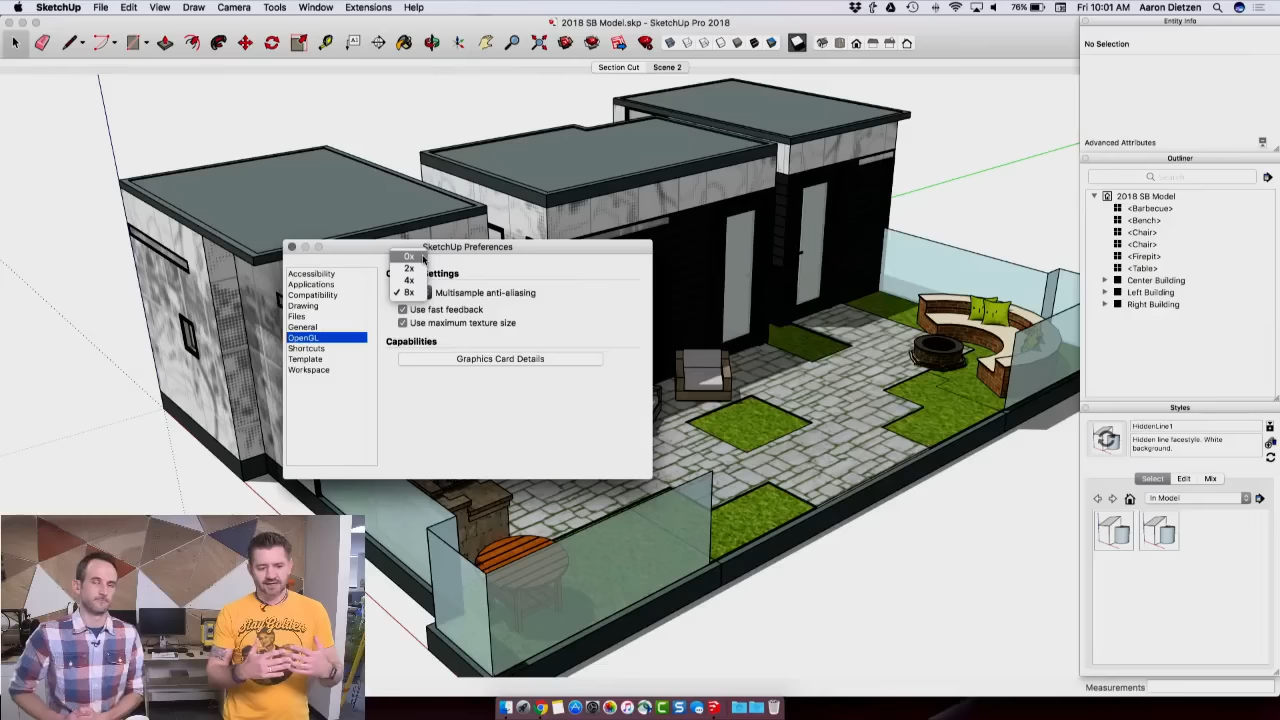 SketchUp File Edit View Draw Camera Tools Window Extensions Help
76% Fri 10:01 AM Aaron Dietzen
2018 SB Model.skp - SketchUp Pro 2018
Section Cut Scene 2
Entity Info
No Selection
Advanced Attributes
Outliner
Search
2018 SB Model
<Barbecue>
<Bench>
<Chair>
<Chair>
<Firepit>
<Table>
Center Building
Left Building
Right Building
Styles
HiddenLine1
Hidden line facestyle. White
background.
Select Edit Mix
In Model
Measurements
SketchUp Preferences
Accessibility
Applications
Compatibility
Drawing
Files
General
OpenGL
Shortcuts
Template
Workspace
0x
2x
4x
✓ 8x
Multisample anti-aliasing
Use fast feedback
Use maximum texture size
Capabilities
Graphics Card Details
Stay Golden